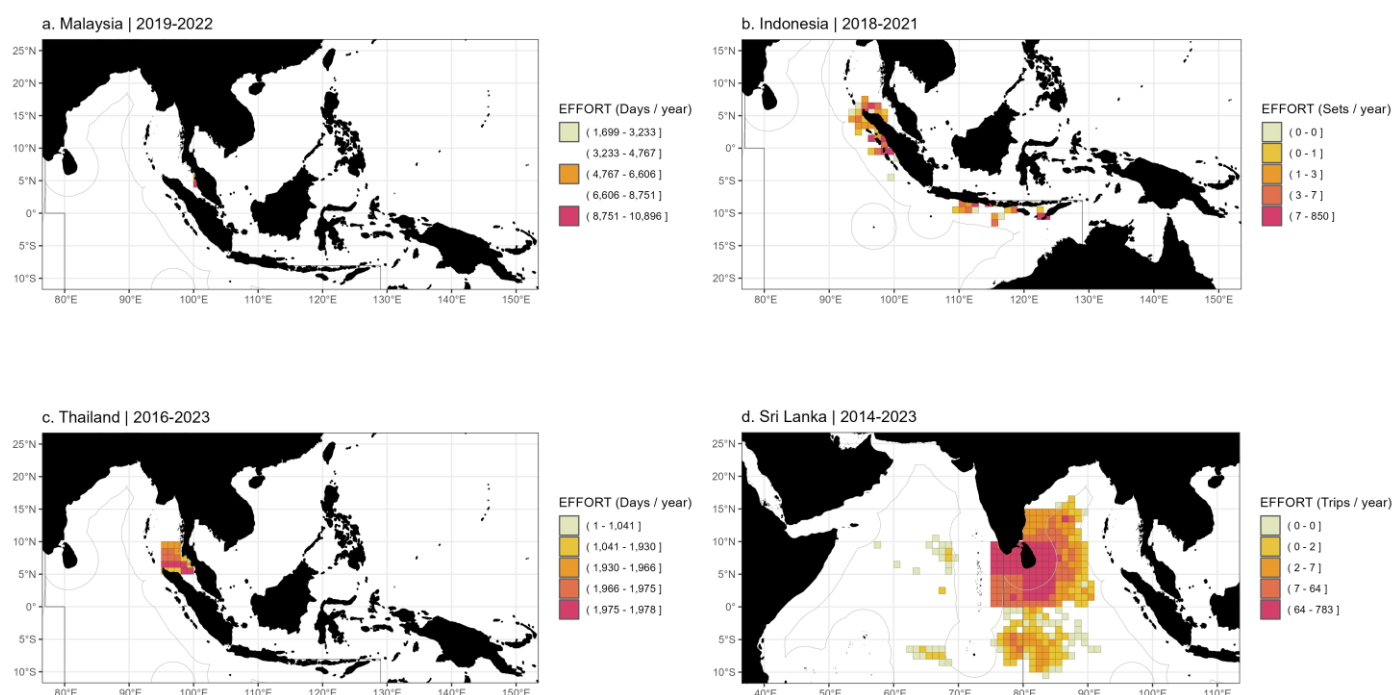 a. Malaysia | 2019-2022
25°N
20°N
15°N
10°N
5°N
0°
5°S
10°S
80°E 90°E 100°E 110°E 120°E 130°E 140°E 150°E
EFFORT (Days / year)
( 1,699 - 3,233 ]
( 3,233 - 4,767 ]
( 4,767 - 6,606 ]
( 6,606 - 8,751 ]
( 8,751 - 10,896 ]
b. Indonesia | 2018-2021
15°N
10°N
5°N
0°
5°S
10°S
15°S
20°S
80°E 90°E 100°E 110°E 120°E 130°E 140°E 150°E
EFFORT (Sets / year)
( 0 - 0 ]
( 0 - 1 ]
( 1 - 3 ]
( 3 - 7 ]
( 7 - 850 ]
c. Thailand | 2016-2023
25°N
20°N
15°N
10°N
5°N
0°
5°S
10°S
80°E 90°E 100°E 110°E 120°E 130°E 140°E 150°E
EFFORT (Days / year)
( 1 - 1,041 ]
( 1,041 - 1,930 ]
( 1,930 - 1,966 ]
( 1,966 - 1,975 ]
( 1,975 - 1,978 ]
d. Sri Lanka | 2014-2023
25°N
20°N
15°N
10°N
5°N
0°
5°S
10°S
40°E 50°E 60°E 70°E 80°E 90°E 100°E 110°E
EFFORT (Trips / year)
( 0 - 0 ]
( 0 - 2 ]
( 2 - 7 ]
( 7 - 64 ]
( 64 - 783 ]